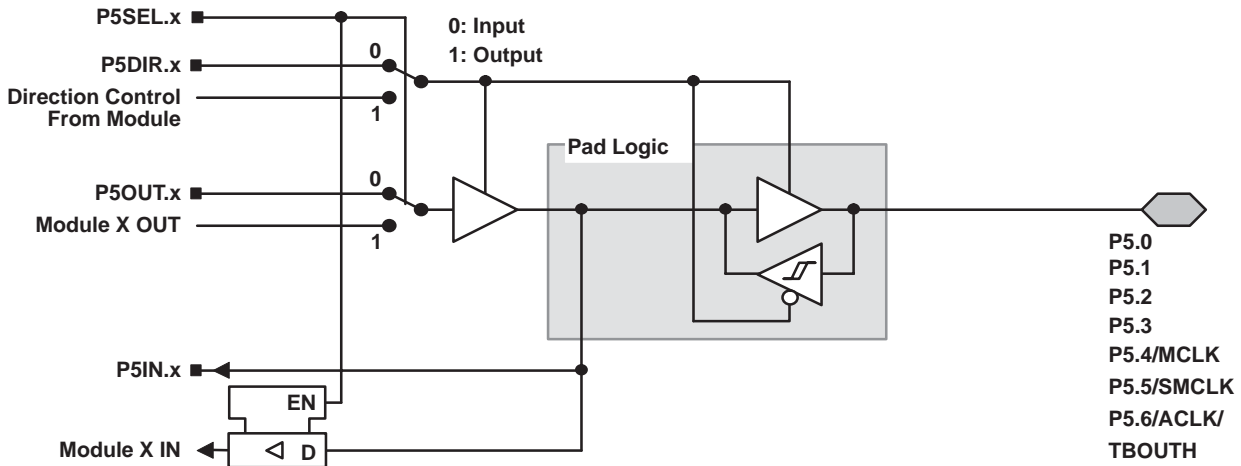 P5SEL.x
0: Input
1: Output
P5DIR.x
0
Direction Control
From Module
1
Pad Logic
P5OUT.x
0
Module X OUT
1
P5.0
P5.1
P5.2
P5.3
P5.4/MCLK
P5.5/SMCLK
P5.6/ACLK/
TBOUTH
P5IN.x
EN
Module X IN
D